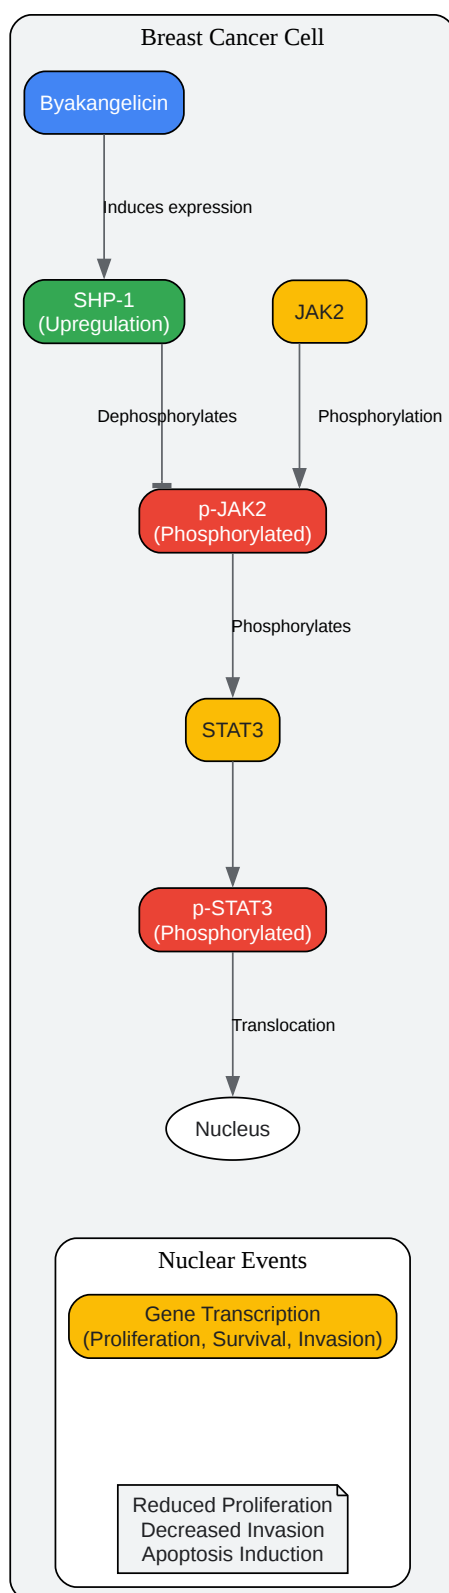 Breast Cancer Cell
Byakangelicin
Induces expression
SHP-1
(Upregulation)
JAK2
Dephosphorylates
Phosphorylation
p-JAK2
(Phosphorylated)
Phosphorylates
STAT3
p-STAT3
(Phosphorylated)
Translocation
Nucleus
Nuclear Events
Gene Transcription
(Proliferation, Survival, Invasion)
Reduced Proliferation
Decreased Invasion
Apoptosis Induction